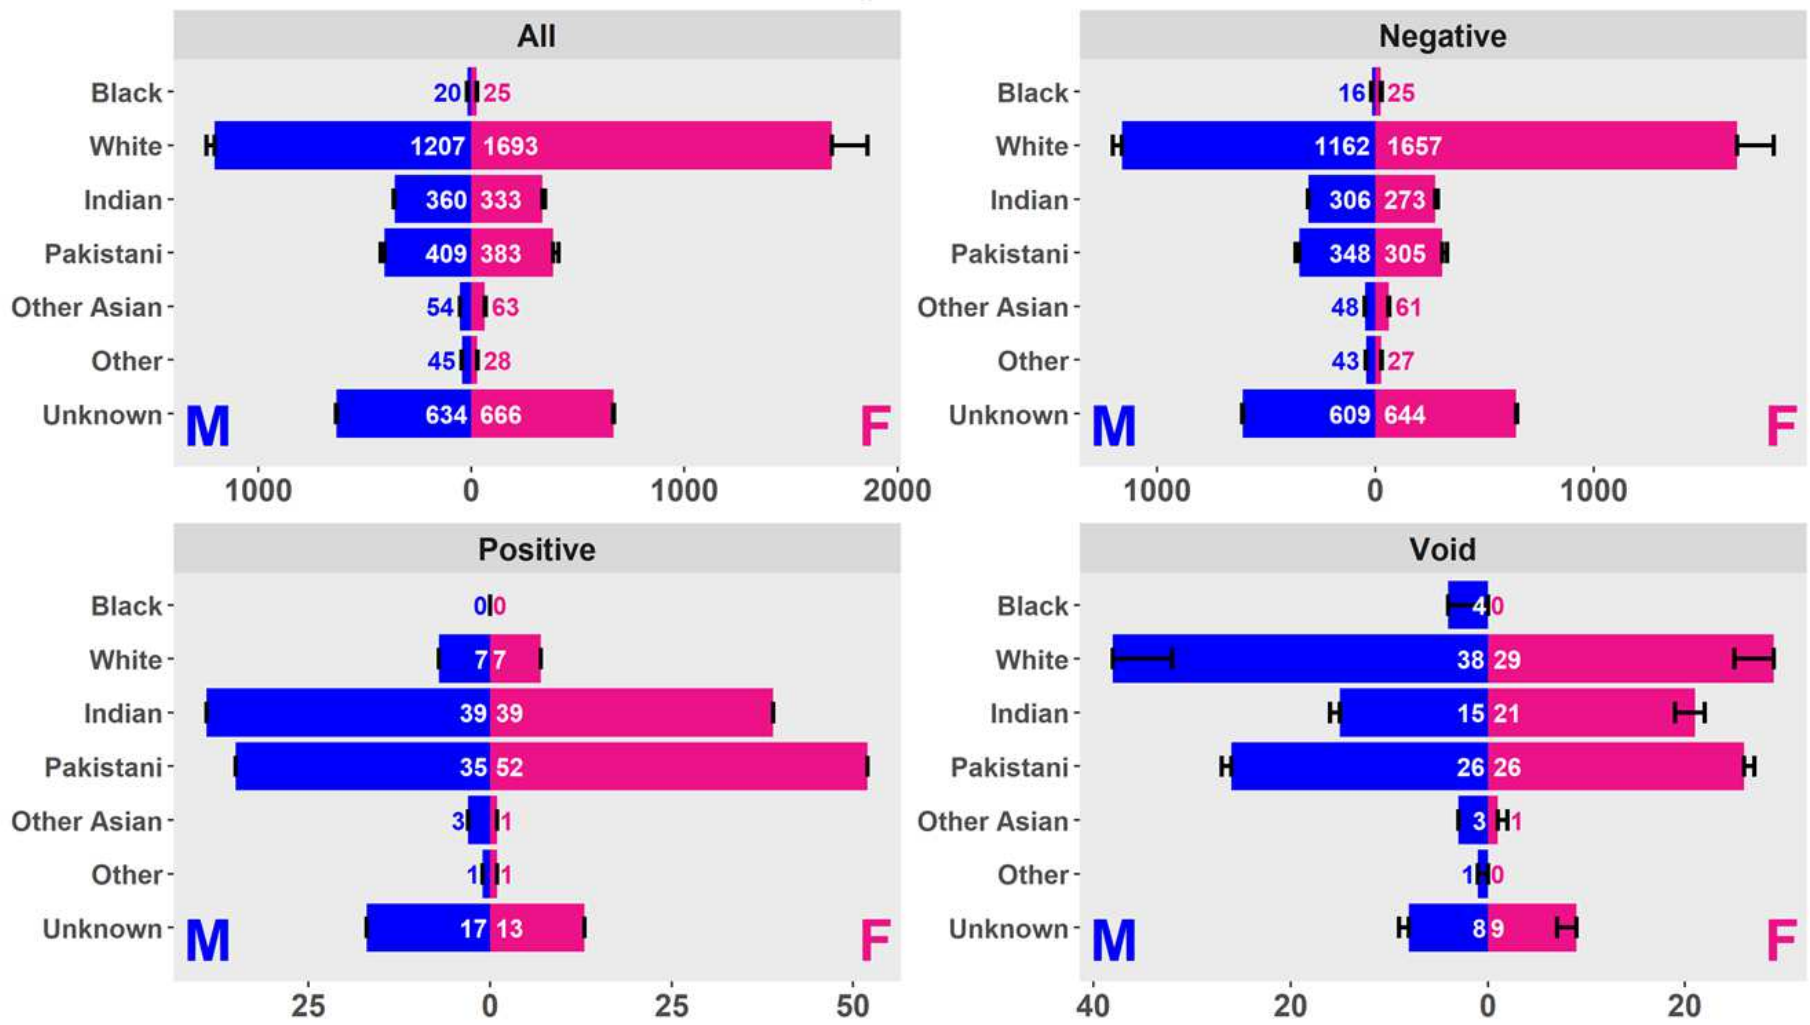 All
Black 20 25
White 1207 1693
Indian 360 333
Pakistani 409 383
Other Asian 54 63
Other 45 28
Unknown 634 666
M F
1000 0 1000 2000
Negative
Black 16 25
White 1162 1657
Indian 306 273
Pakistani 348 305
Other Asian 48 61
Other 43 27
Unknown 609 644
M F
1000 0 1000
Positive
Black 0 0
White 7 7
Indian 39 39
Pakistani 35 52
Other Asian 3 1
Other 1 1
Unknown 17 13
M F
25 0 25 50
Void
Black 4 0
White 38 29
Indian 15 21
Pakistani 26 26
Other Asian 3 1
Other 1 0
Unknown 8 9
M F
40 20 0 20